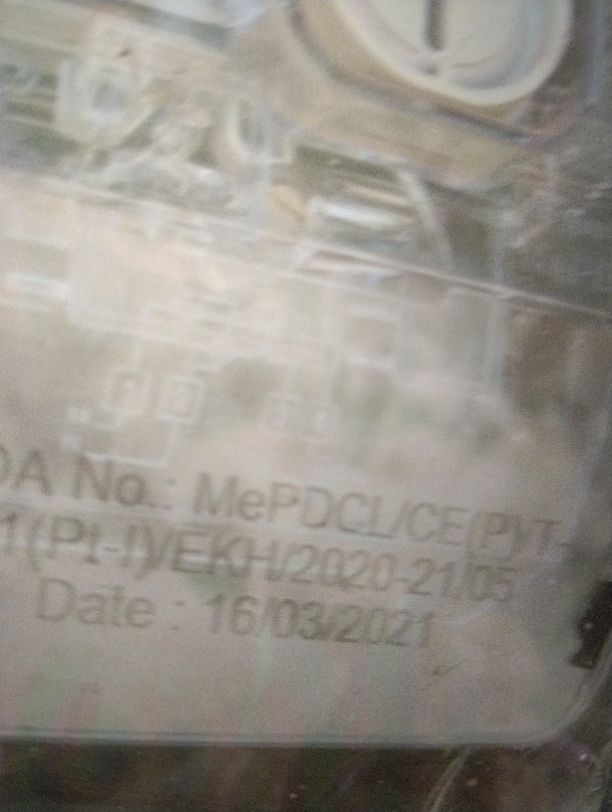 OA No.: MePDCL/CE(P)/T-
1(Pt-I)/EKH/2020-21/05
Date : 16/03/2021